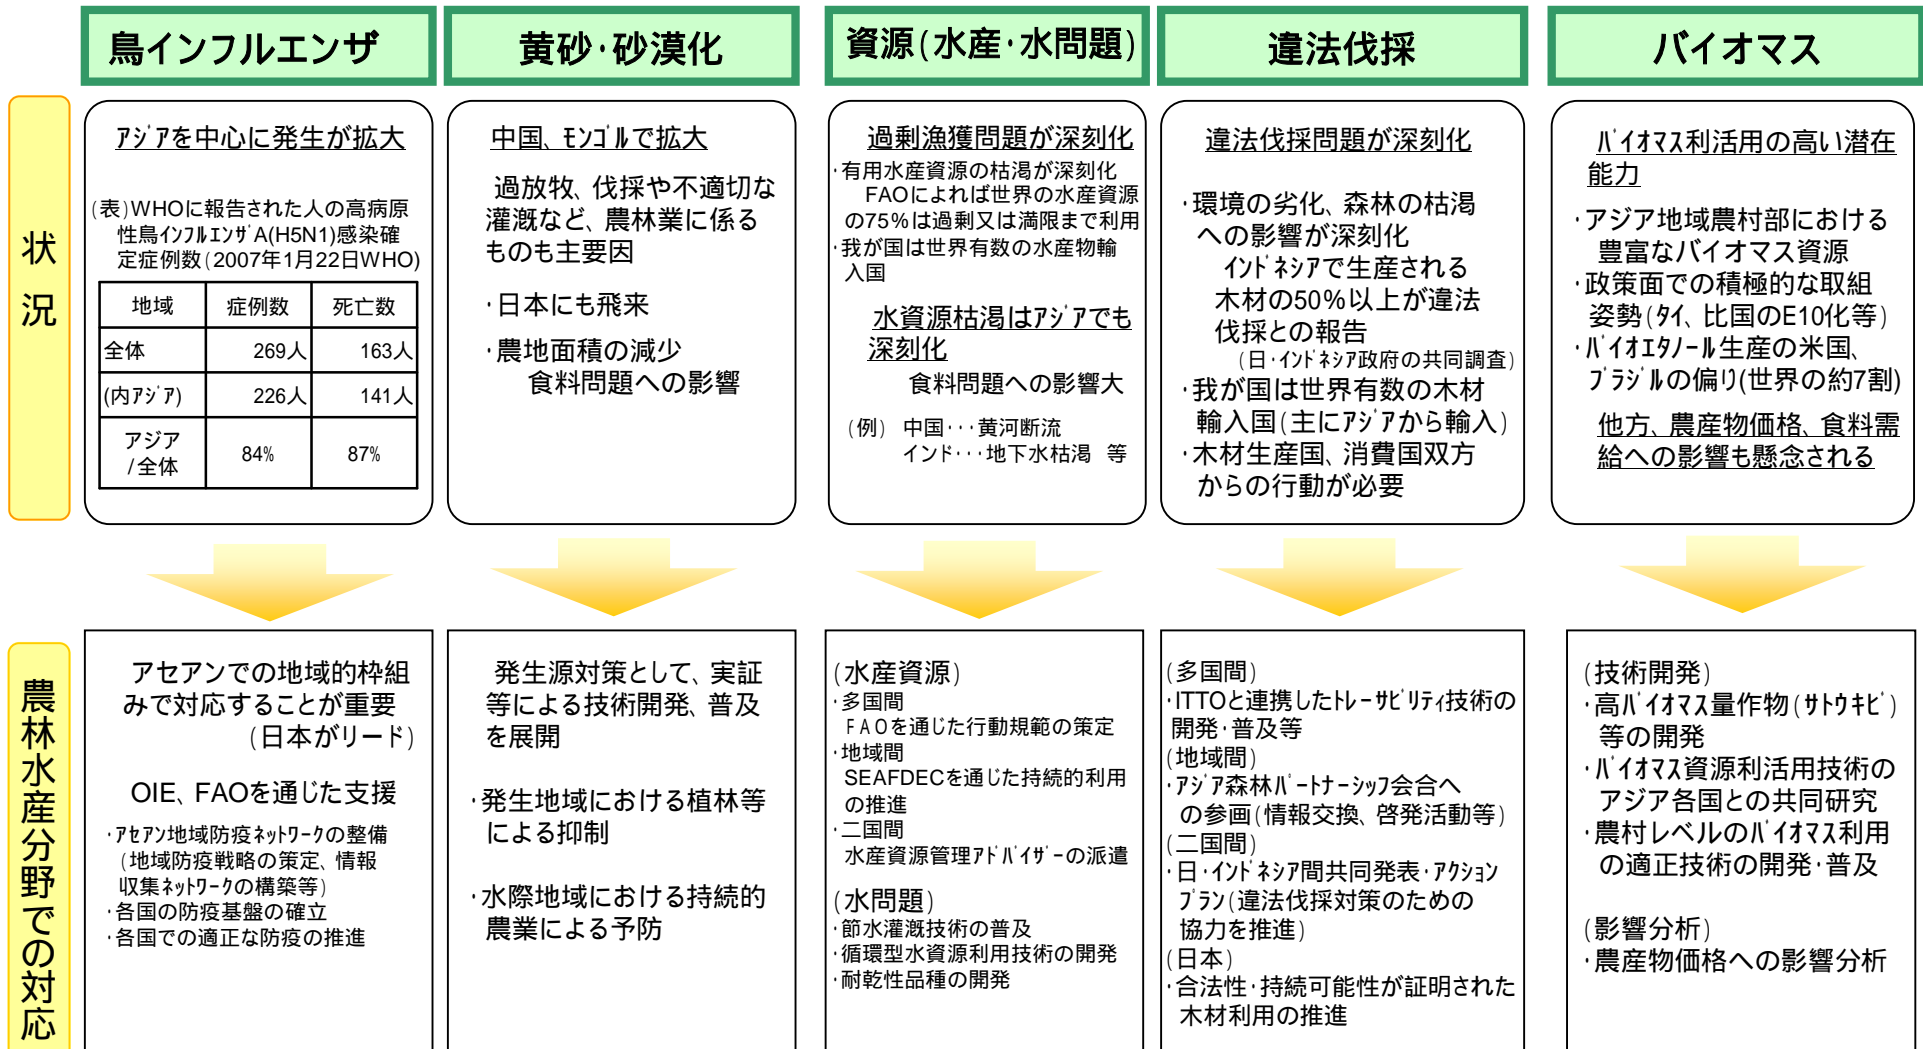 鳥インフルエンザ
黄砂・砂漠化
資源(水産・水問題)
違法伐採
バイオマス
状況
ｱｼﾞｱを中心に発生が拡大
(表)WHOに報告された人の高病原
性鳥ｲﾝﾌﾙｴﾝｻﾞA(H5N1)感染確
定症例数(2007年1月22日WHO)
地域 症例数 死亡数
全体 269人 163人
(内ｱｼﾞｱ) 226人 141人
アジア
/全体 84% 87%
中国、ﾓﾝｺﾞﾙで拡大
過放牧、伐採や不適切な
灌漑など、農林業に係る
ものも主要因
・日本にも飛来
・農地面積の減少
食料問題への影響
過剰漁獲問題が深刻化
・有用水産資源の枯渇が深刻化
FAOによれば世界の水産資源
の75%は過剰又は満限まで利用
・我が国は世界有数の水産物輸
入国
水資源枯渇はｱｼﾞｱでも
深刻化
食料問題への影響大
(例) 中国・・・黄河断流
インド・・・地下水枯渇 等
違法伐採問題が深刻化
・環境の劣化、森林の枯渇
への影響が深刻化
ｲﾝﾄﾞﾈｼｱで生産される
木材の50%以上が違法
伐採との報告
(日・ｲﾝﾄﾞﾈｼｱ政府の共同調査)
・我が国は世界有数の木材
輸入国(主にｱｼﾞｱから輸入)
・木材生産国、消費国双方
からの行動が必要
ﾊﾞｲｵﾏｽ利活用の高い潜在
能力
・アジア地域農村部における
豊富なバイオマス資源
・政策面での積極的な取組
姿勢(ﾀｲ、比国のE10化等)
・ﾊﾞｲｵｴﾀﾉｰﾙ生産の米国、
ﾌﾞﾗｼﾞﾙの偏り(世界の約7割)
他方、農産物価格、食料需
給への影響も懸念される
農林水産分野での対応
アセアンでの地域的枠組
みで対応することが重要
(日本がリード)
OIE、FAOを通じた支援
・ｱｾｱﾝ地域防疫ﾈｯﾄﾜｰｸの整備
(地域防疫戦略の策定、情報
収集ﾈｯﾄﾜｰｸの構築等)
・各国の防疫基盤の確立
・各国での適正な防疫の推進
発生源対策として、実証
等による技術開発、普及
を展開
・発生地域における植林等
による抑制
・水際地域における持続的
農業による予防
(水産資源)
・多国間
ＦＡＯを通じた行動規範の策定
・地域間
SEAFDECを通じた持続的利用
の推進
・二国間
水産資源管理ｱﾄﾞﾊﾞｲｻﾞｰの派遣
(水問題)
・節水灌漑技術の普及
・循環型水資源利用技術の開発
・耐乾性品種の開発
(多国間)
・ITTOと連携したﾄﾚｰｻﾋﾞﾘﾃｨ技術の
開発・普及等
(地域間)
・ｱｼﾞｱ森林ﾊﾟｰﾄﾅｰｼｯﾌﾟ会合へ
の参画(情報交換、啓発活動等)
(二国間)
・日・ｲﾝﾄﾞﾈｼｱ間共同発表・ｱｸｼｮﾝ
ﾌﾟﾗﾝ(違法伐採対策のための
協力を推進)
(日本)
・合法性・持続可能性が証明された
木材利用の推進
(技術開発)
・高ﾊﾞｲｵﾏｽ量作物(ｻﾄｳｷﾋﾞ)
等の開発
・ﾊﾞｲｵﾏｽ資源利活用技術の
アジア各国との共同研究
・農村レベルのﾊﾞｲｵﾏｽ利用
の適正技術の開発・普及
(影響分析)
・農産物価格への影響分析